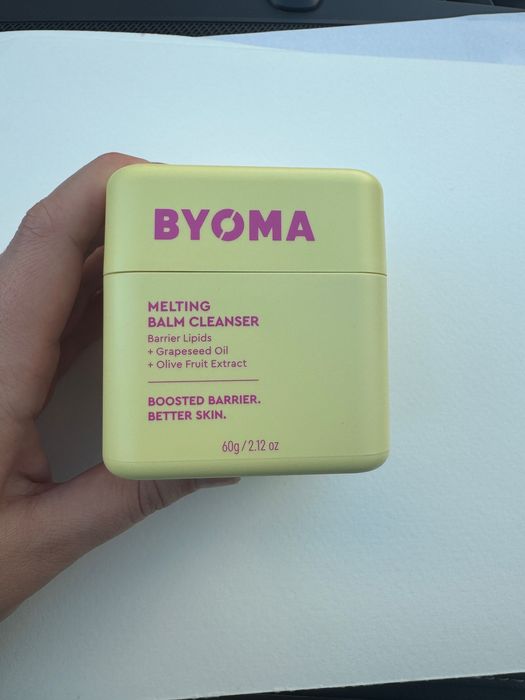 BYOMA
MELTING
BALM CLEANSER
Barrier Lipids
+ Grapeseed Oil
+ Olive Fruit Extract
BOOSTED BARRIER.
BETTER SKIN.
60g / 2.12 oz